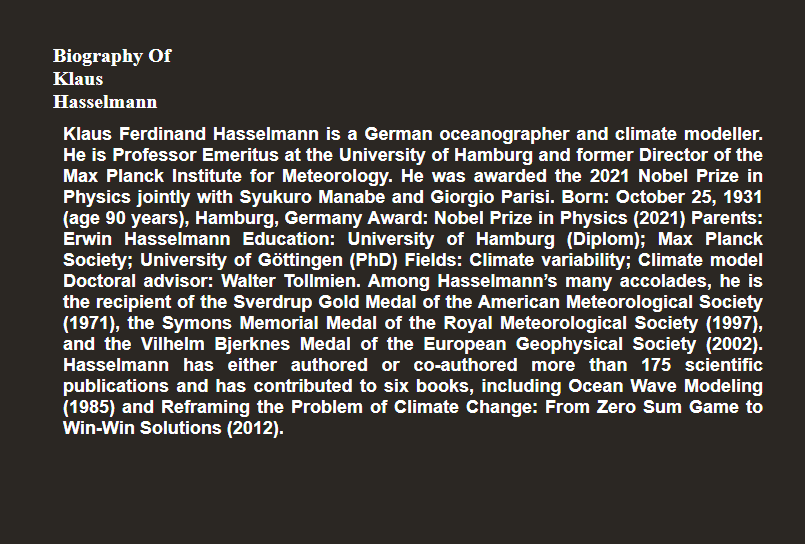 Biography Of
Klaus
Hasselmann
Klaus Ferdinand Hasselmann is a German oceanographer and climate modeller.
He is Professor Emeritus at the University of Hamburg and former Director of the
Max Planck Institute for Meteorology. He was awarded the 2021 Nobel Prize in
Physics jointly with Syukuro Manabe and Giorgio Parisi. Born: October 25, 1931
(age 90 years), Hamburg, Germany Award: Nobel Prize in Physics (2021) Parents:
Erwin Hasselmann Education: University of Hamburg (Diplom); Max Planck
Society; University of Göttingen (PhD) Fields: Climate variability; Climate model
Doctoral advisor: Walter Tollmien. Among Hasselmann’s many accolades, he is
the recipient of the Sverdrup Gold Medal of the American Meteorological Society
(1971), the Symons Memorial Medal of the Royal Meteorological Society (1997),
and the Vilhelm Bjerknes Medal of the European Geophysical Society (2002).
Hasselmann has either authored or co-authored more than 175 scientific
publications and has contributed to six books, including Ocean Wave Modeling
(1985) and Reframing the Problem of Climate Change: From Zero Sum Game to
Win-Win Solutions (2012).